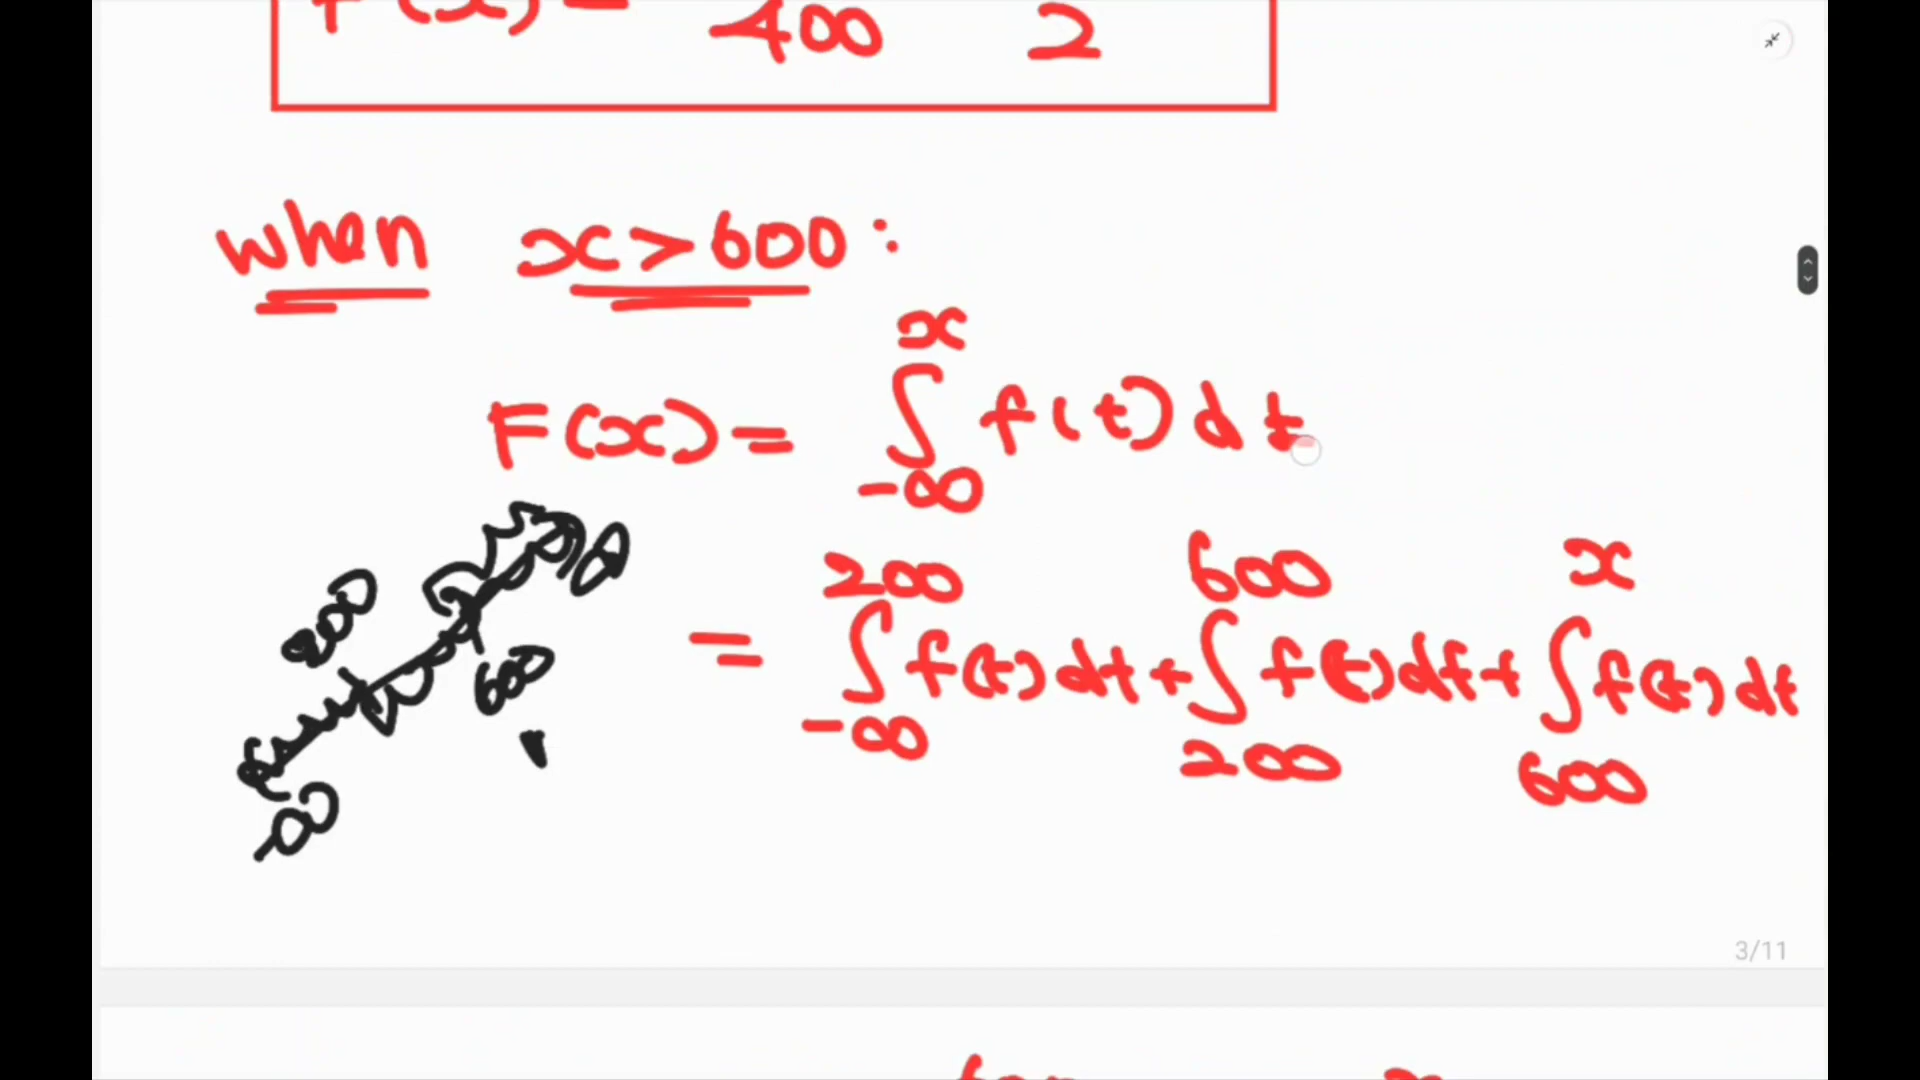 F(x) =
400 2
when x > 600 :
F(x) = ∫_{-∞}^{x} f(t) dt
= ∫_{-∞}^{200} f(t) dt + ∫_{200}^{600} f(t) dt + ∫_{600}^{x} f(t) dt
200
600
-∞
3/11